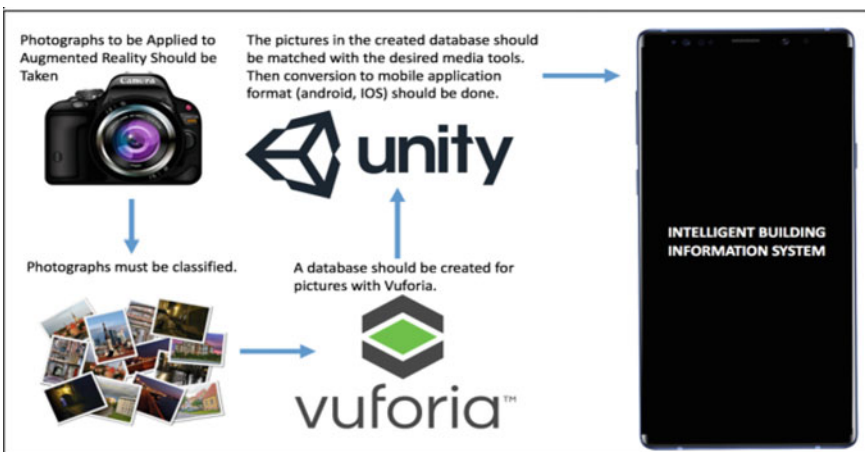 Photographs to be Applied to
Augmented Reality Should be
Taken
Camera
Photographs must be classified.
A database should be created for
pictures with Vuforia.
vuforia™
The pictures in the created database should
be matched with the desired media tools.
Then conversion to mobile application
format (android, IOS) should be done.
unity
INTELLIGENT BUILDING
INFORMATION SYSTEM